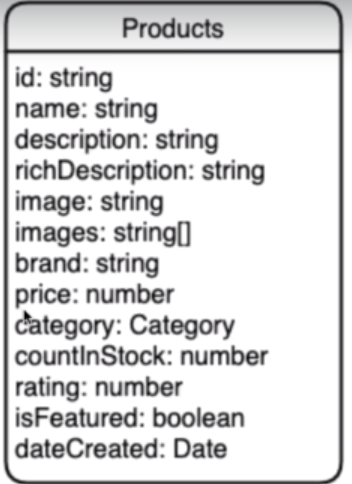 Products
id: string
name: string
description: string
richDescription: string
image: string
images: string[]
brand: string
price: number
category: Category
countInStock: number
rating: number
isFeatured: boolean
dateCreated: Date